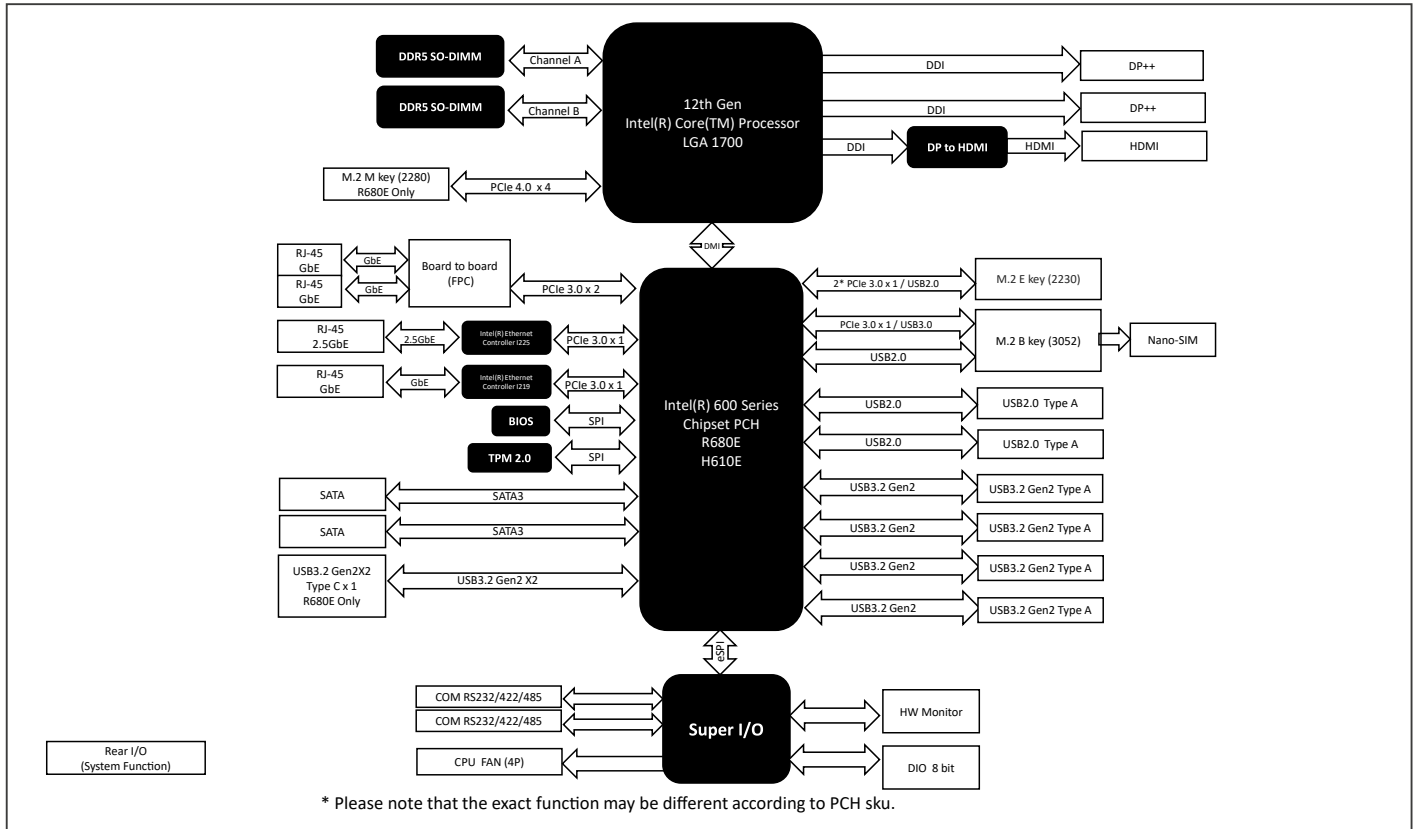 DDR5 SO-DIMM
Channel A
DDR5 SO-DIMM
Channel B
12th Gen
Intel(R) Core(TM) Processor
LGA 1700
DDI
DP++
DDI
DP++
DDI
DP to HDMI
HDMI
HDMI
M.2 M key (2280)
R680E Only
PCIe 4.0 x 4
DMI
RJ-45
GbE
GbE
RJ-45
GbE
GbE
Board to board
(FPC)
PCIe 3.0 x 2
RJ-45
2.5GbE
2.5GbE
Intel(R) Ethernet
Controller I225
PCIe 3.0 x 1
RJ-45
GbE
GbE
Intel(R) Ethernet
Controller I219
PCIe 3.0 x 1
BIOS
SPI
TPM 2.0
SPI
SATA
SATA3
SATA
SATA3
USB3.2 Gen2X2
Type C x 1
R680E Only
USB3.2 Gen2 X2
Intel(R) 600 Series
Chipset PCH
R680E
H610E
2* PCIe 3.0 x 1 / USB2.0
M.2 E key (2230)
PCIe 3.0 x 1 / USB3.0
USB2.0
M.2 B key (3052)
Nano-SIM
USB2.0
USB2.0 Type A
USB2.0
USB2.0 Type A
USB3.2 Gen2
USB3.2 Gen2 Type A
USB3.2 Gen2
USB3.2 Gen2 Type A
USB3.2 Gen2
USB3.2 Gen2 Type A
USB3.2 Gen2
USB3.2 Gen2 Type A
eSPI
COM RS232/422/485
COM RS232/422/485
CPU FAN (4P)
Super I/O
HW Monitor
DIO 8 bit
Rear I/O
(System Function)
* Please note that the exact function may be different according to PCH sku.